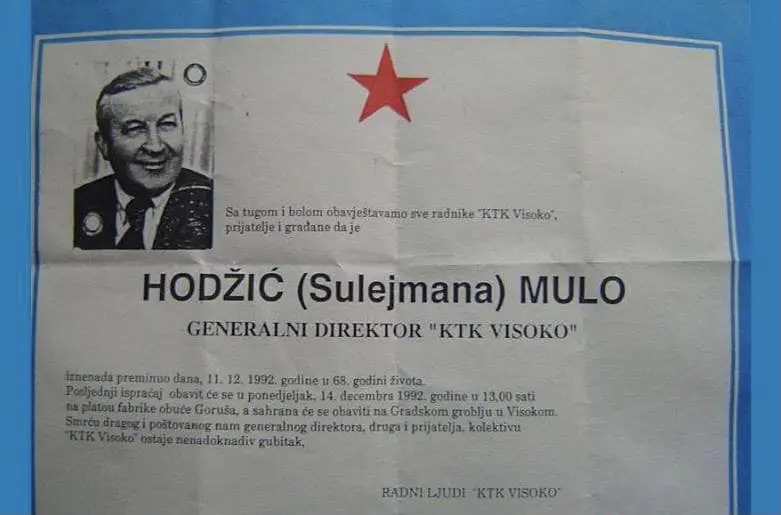 Sa tugom i bolom obavještavamo sve radnike "KTK Visoko",
prijatelje i građane da je
HODŽIĆ (Sulejmana) MULO
GENERALNI DIREKTOR "KTK VISOKO"
iznenada preminuo dana, 11. 12. 1992. godine u 68. godini života.
Posljednji ispraćaj obavit će se u ponedjeljak, 14. decembra 1992. godine u 13,00 sati
na platou fabrike obuće Goruša, a sahrana će se obaviti na Gradskom groblju u Visokom.
Smrću dragog i poštovanog nam generalnog direktora, druga i prijatelja, kolektivu
"KTK Visoko" ostaje nenadoknadiv gubitak,
RADNI LJUDI "KTK VISOKO"